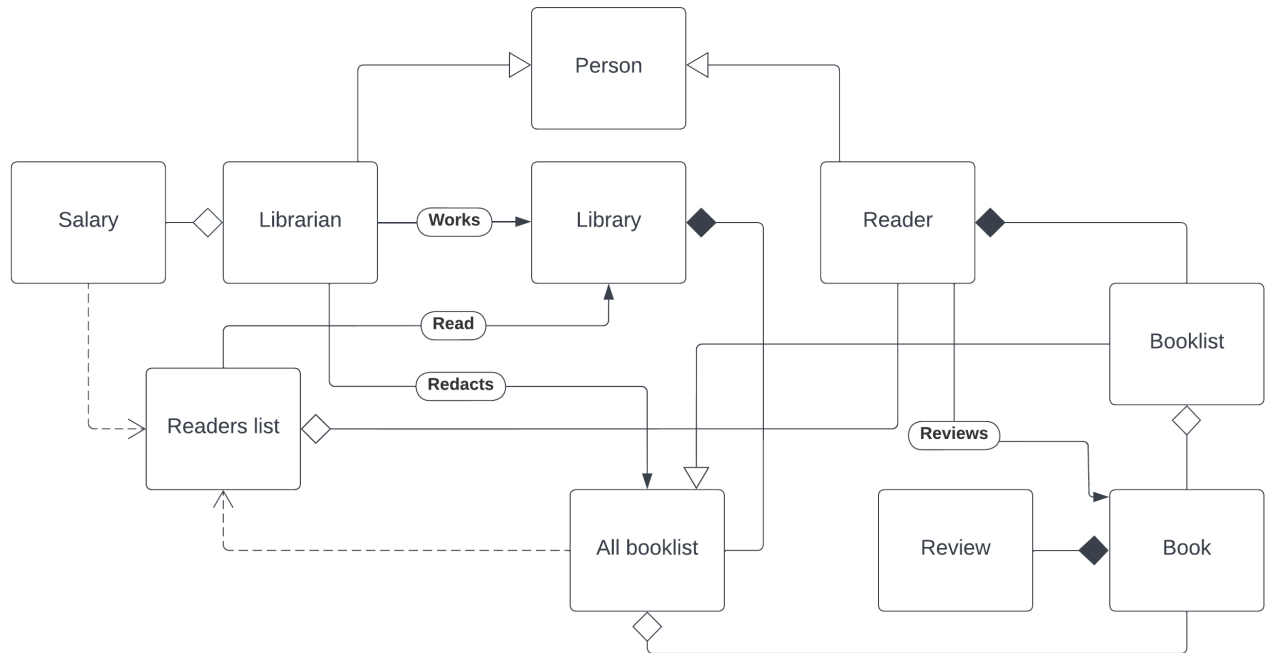 Person
Salary
Librarian
Works
Library
Reader
Read
Booklist
Redacts
Readers list
Reviews
All booklist
Review
Book